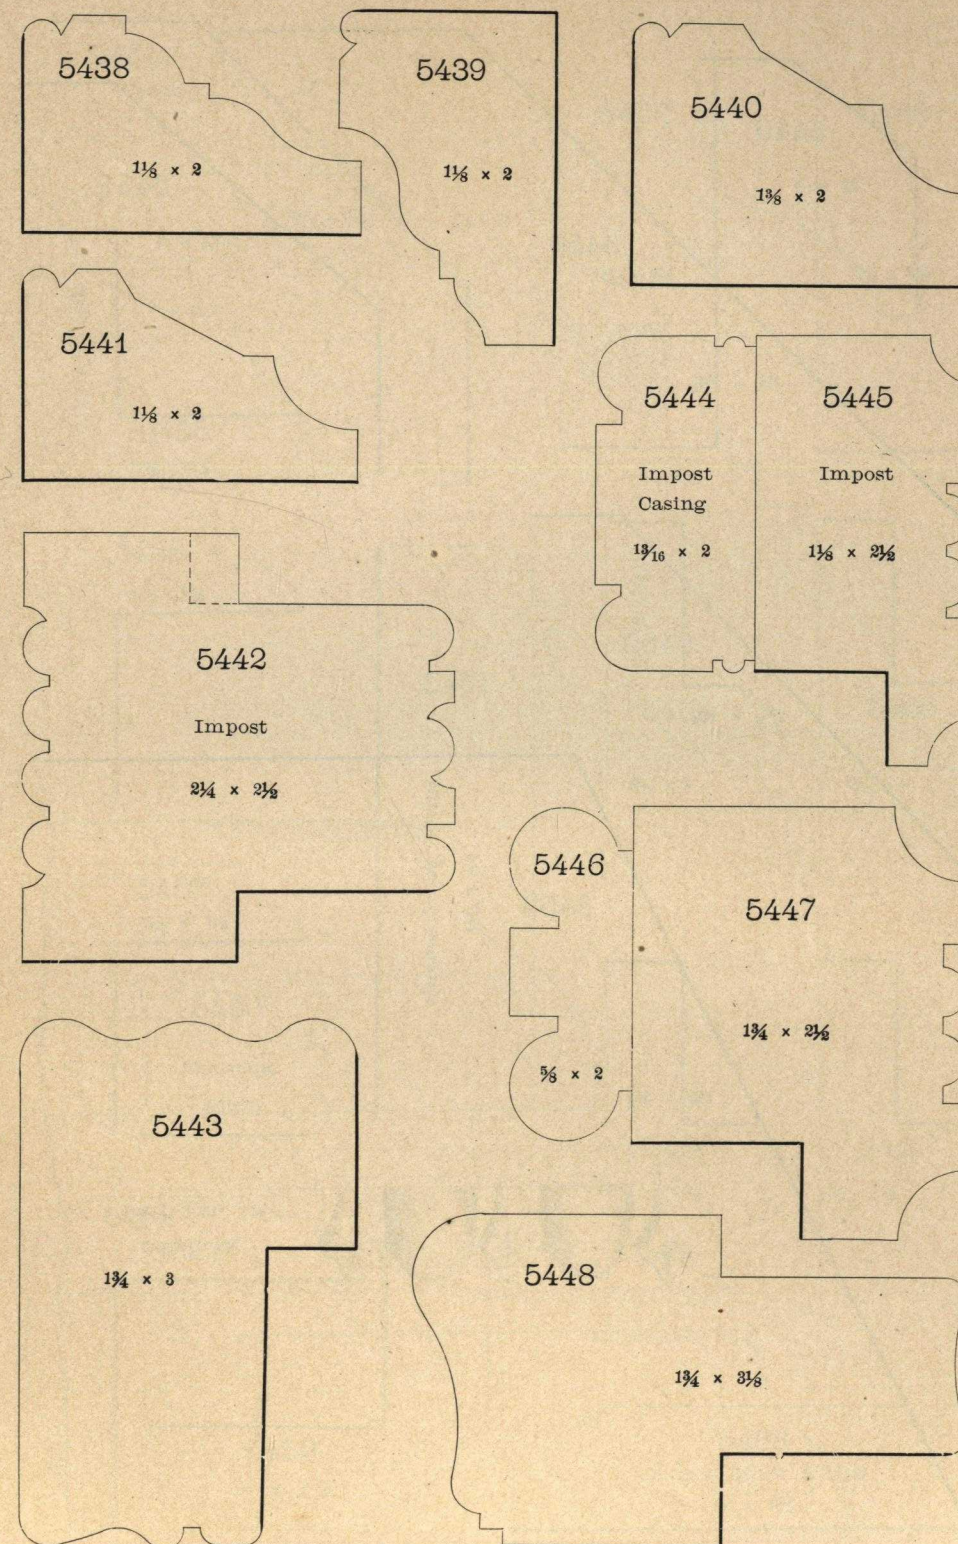 5438
1⅛ × 2
5439
1⅛ × 2
5440
1⅜ × 2
5441
1⅛ × 2
5444
Impost
Casing
13/16 × 2
5445
Impost
1⅛ × 2½
5442
Impost
2¼ × 2½
5446
⅝ × 2
5447
1¾ × 2½
5443
1¾ × 3
5448
1¾ × 3⅛